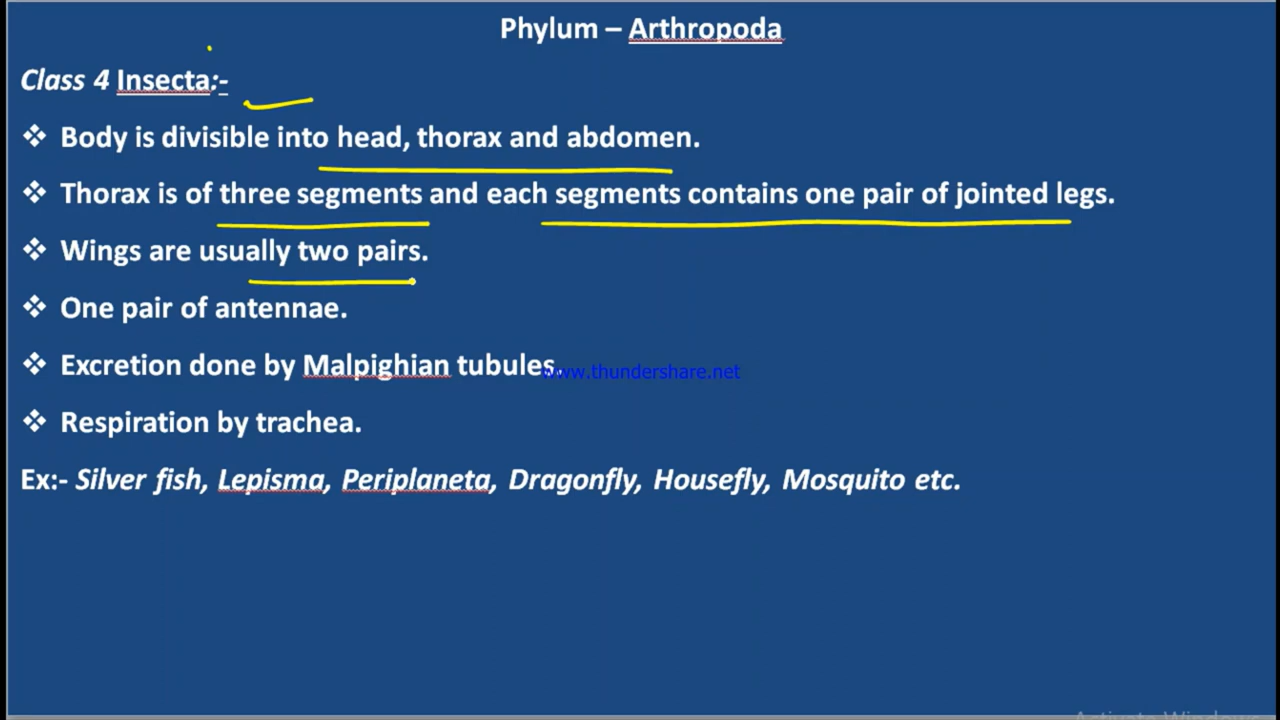 Phylum – Arthropoda
Class 4 Insecta:-
❖ Body is divisible into head, thorax and abdomen.
❖ Thorax is of three segments and each segments contains one pair of jointed legs.
❖ Wings are usually two pairs.
❖ One pair of antennae.
❖ Excretion done by Malpighian tubules.
www.thundershare.net
❖ Respiration by trachea.
Ex:- Silver fish, Lepisma, Periplaneta, Dragonfly, Housefly, Mosquito etc.
Activate Windows